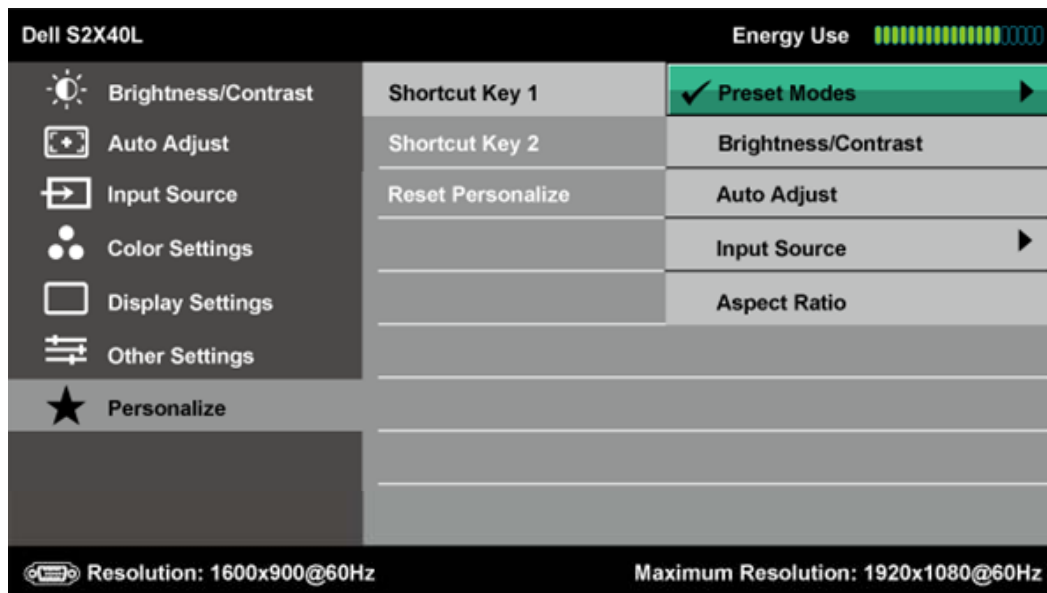 Dell S2X40L Energy Use
Brightness/Contrast Shortcut Key 1 Preset Modes
Auto Adjust Shortcut Key 2 Brightness/Contrast
Input Source Reset Personalize Auto Adjust
Color Settings Input Source
Display Settings Aspect Ratio
Other Settings
Personalize
Resolution: 1600x900@60Hz Maximum Resolution: 1920x1080@60Hz